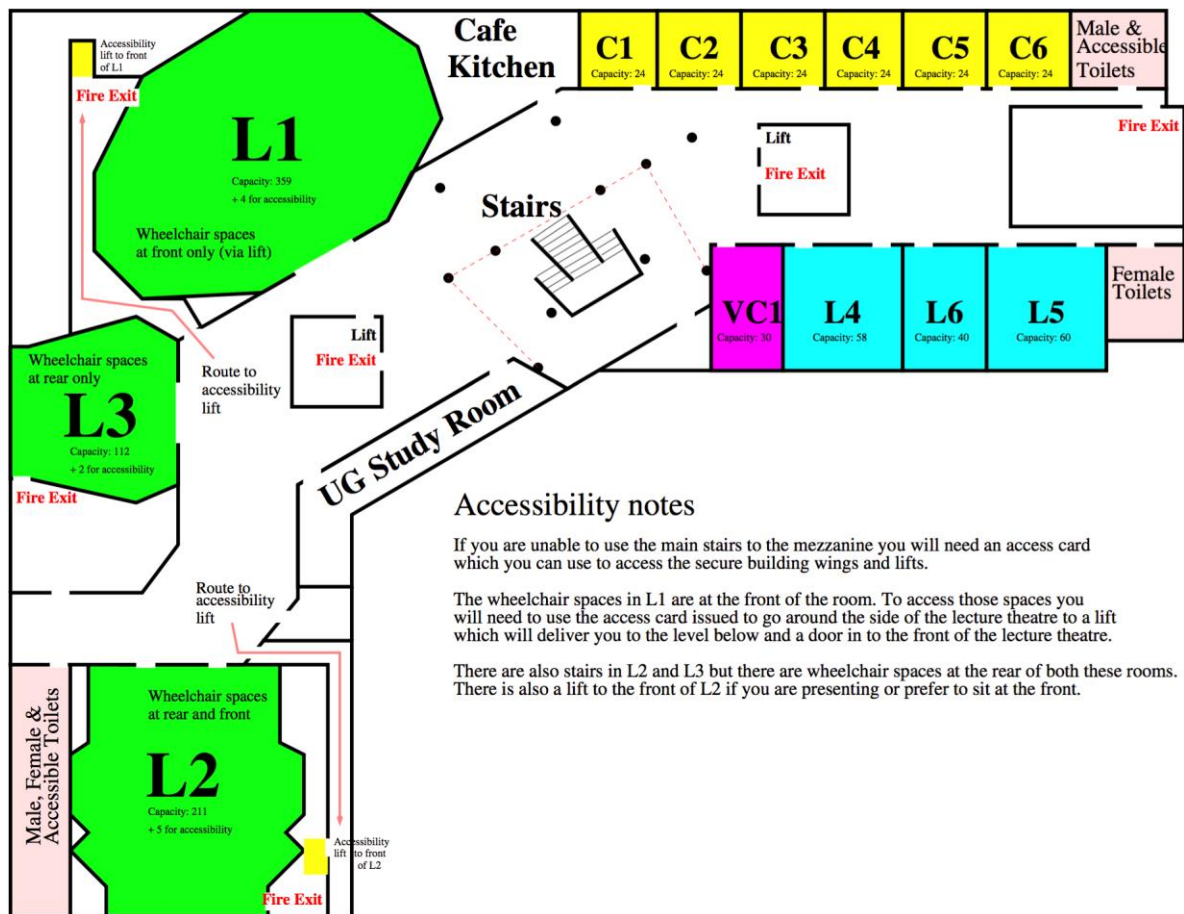 Cafe
Kitchen
C1
Capacity: 24
C2
Capacity: 24
C3
Capacity: 24
C4
Capacity: 24
C5
Capacity: 24
C6
Capacity: 24
Male &
Accessible
Toilets
Accessibility
lift to front
of L1
Fire Exit
L1
Capacity: 359
+ 4 for accessibility
Wheelchair spaces
at front only (via lift)
Stairs
Lift
Fire Exit
Fire Exit
VC1
Capacity: 30
L4
Capacity: 58
L6
Capacity: 40
L5
Capacity: 60
Female
Toilets
Lift
Fire Exit
Route to
accessibility
lift
Wheelchair spaces
at rear only
L3
Capacity: 112
+ 2 for accessibility
Fire Exit
UG Study Room
Accessibility notes
If you are unable to use the main stairs to the mezzanine you will need an access card
which you can use to access the secure building wings and lifts.
The wheelchair spaces in L1 are at the front of the room. To access those spaces you
will need to use the access card issued to go around the side of the lecture theatre to a lift
which will deliver you to the level below and a door in to the front of the lecture theatre.
There are also stairs in L2 and L3 but there are wheelchair spaces at the rear of both these rooms.
There is also a lift to the front of L2 if you are presenting or prefer to sit at the front.
Route to
accessibility
lift
Male, Female &
Accessible Toilets
Wheelchair spaces
at rear and front
L2
Capacity: 211
+ 5 for accessibility
Accessibility
lift to front
of L2
Fire Exit